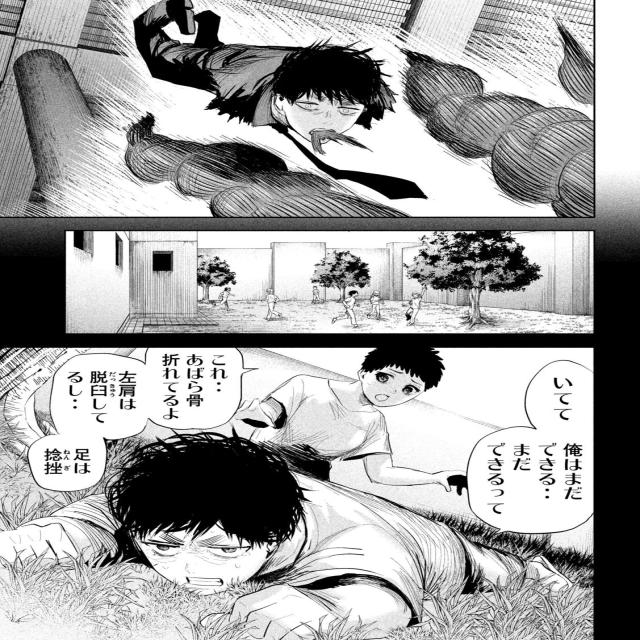 いてて
俺はまだ
できる‥
まだ
できるって
これ‥
あばら骨
折れてるよ
左肩は
脱臼して
るし‥
足は
捻挫